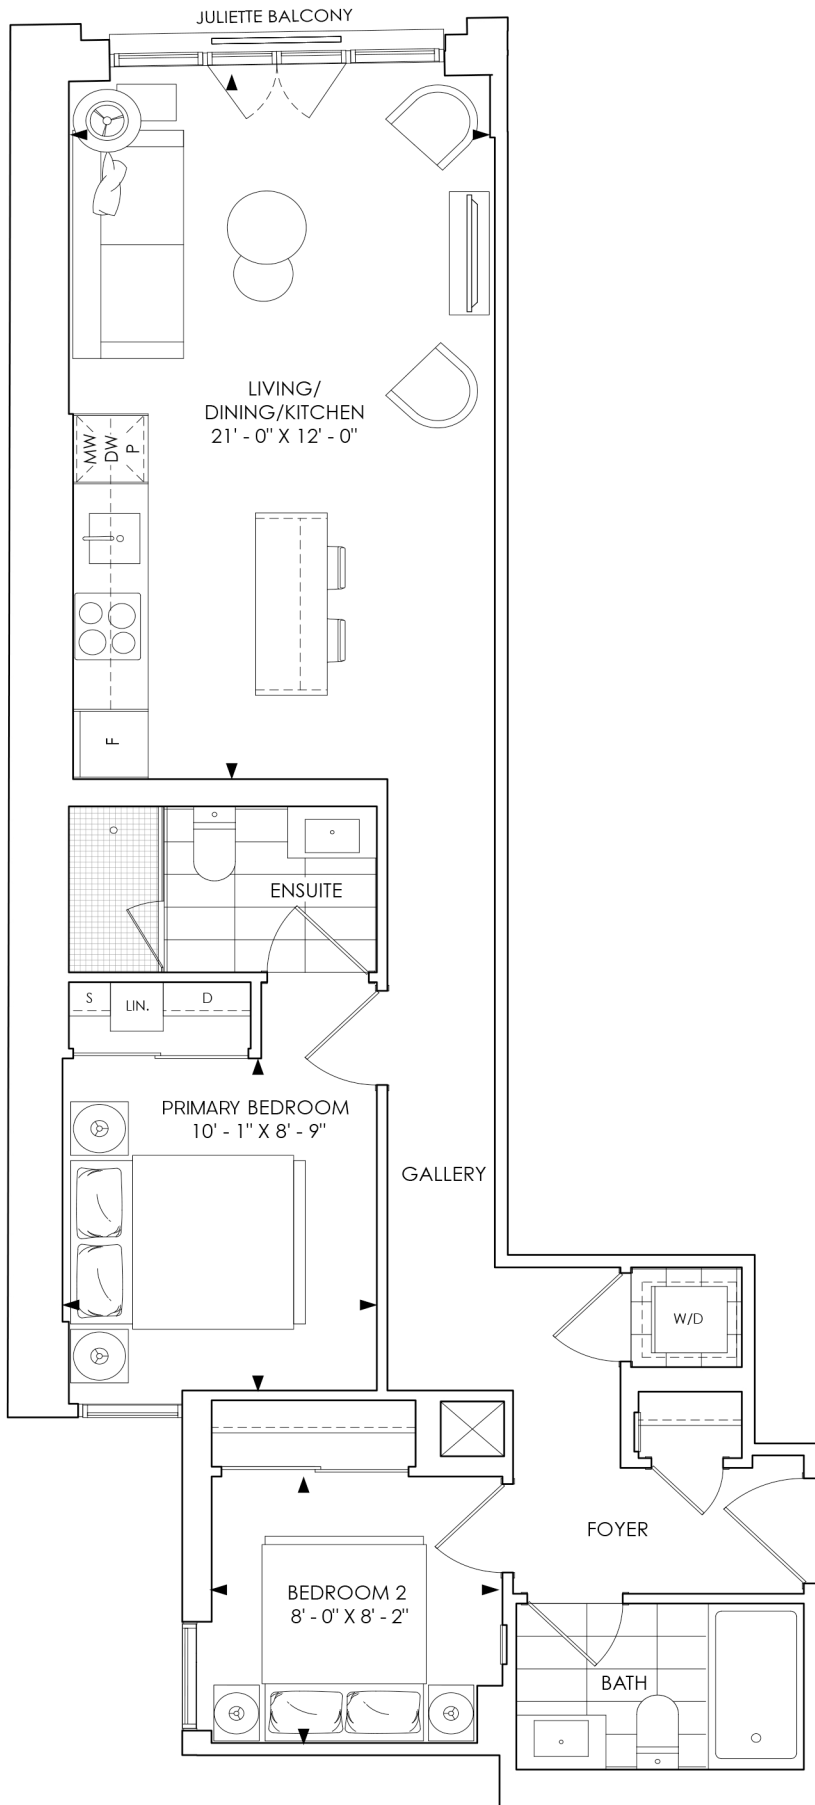 JULIETTE BALCONY
LIVING/
DINING/KITCHEN
21' - 0" X 12' - 0"
MW
DW
P
F
ENSUITE
S
LIN.
D
PRIMARY BEDROOM
10' - 1" X 8' - 9"
GALLERY
W/D
FOYER
BEDROOM 2
8' - 0" X 8' - 2"
BATH